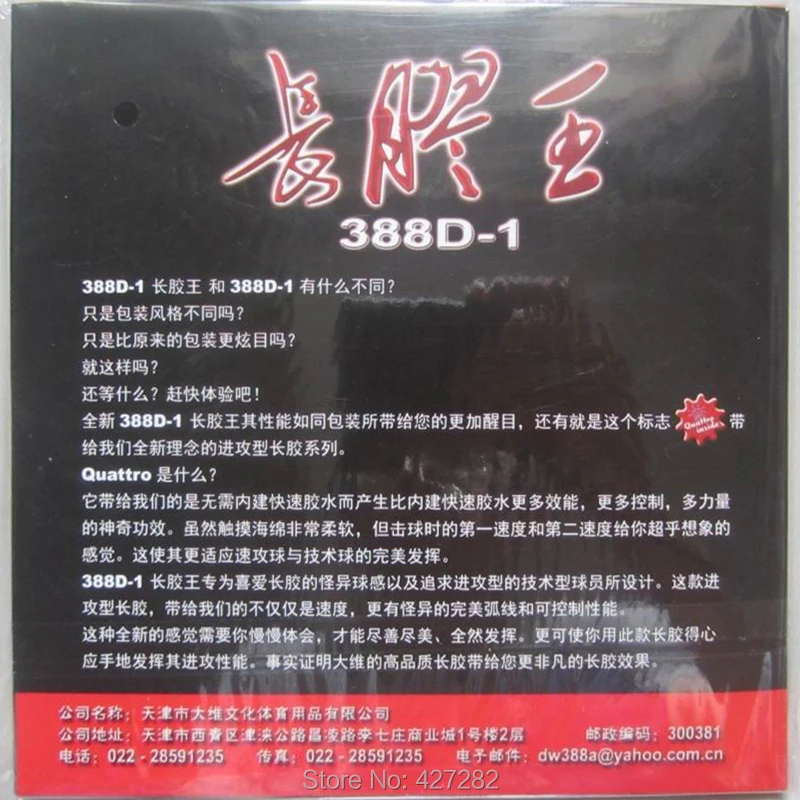 長膠王
388D-1
388D-1 长胶王 和 388D-1 有什么不同？
只是包装风格不同吗？
只是比原来的包装更炫目吗？
就这样吗？
还等什么？赶快体验吧！
全新 388D-1 长胶王其性能如同包装所带给您的更加醒目，还有就是这个标志 Quattro inside 带
给我们全新理念的进攻型长胶系列。
Quattro 是什么？
它带给我们的是无需内建快速胶水而产生比内建快速胶水更多效能，更多控制，多力量
的神奇功效。虽然触摸海绵非常柔软，但击球时的第一速度和第二速度给你超乎想象的
感觉。这使其更适应速攻球与技术球的完美发挥。
388D-1 长胶王专为喜爱长胶的怪异球感以及追求进攻型的技术型球员所设计。这款进
攻型长胶，带给我们的不仅仅是速度，更有怪异的完美弧线和可控制性能。
这种全新的感觉需要你慢慢体会，才能尽善尽美、全然发挥。更可使你用此款长胶得心
应手地发挥其进攻性能。事实证明大维的高品质长胶带给您更非凡的长胶效果。
公司名称：天津市大维文化体育用品有限公司
公司地址：天津市西青区津涞公路昌凌路李七庄商业城1号楼2层 邮政编码：300381
电话：022 - 28591235 传真：022 - 28591235 电子邮件：dw388a@yahoo.com.cn
Store No: 427282